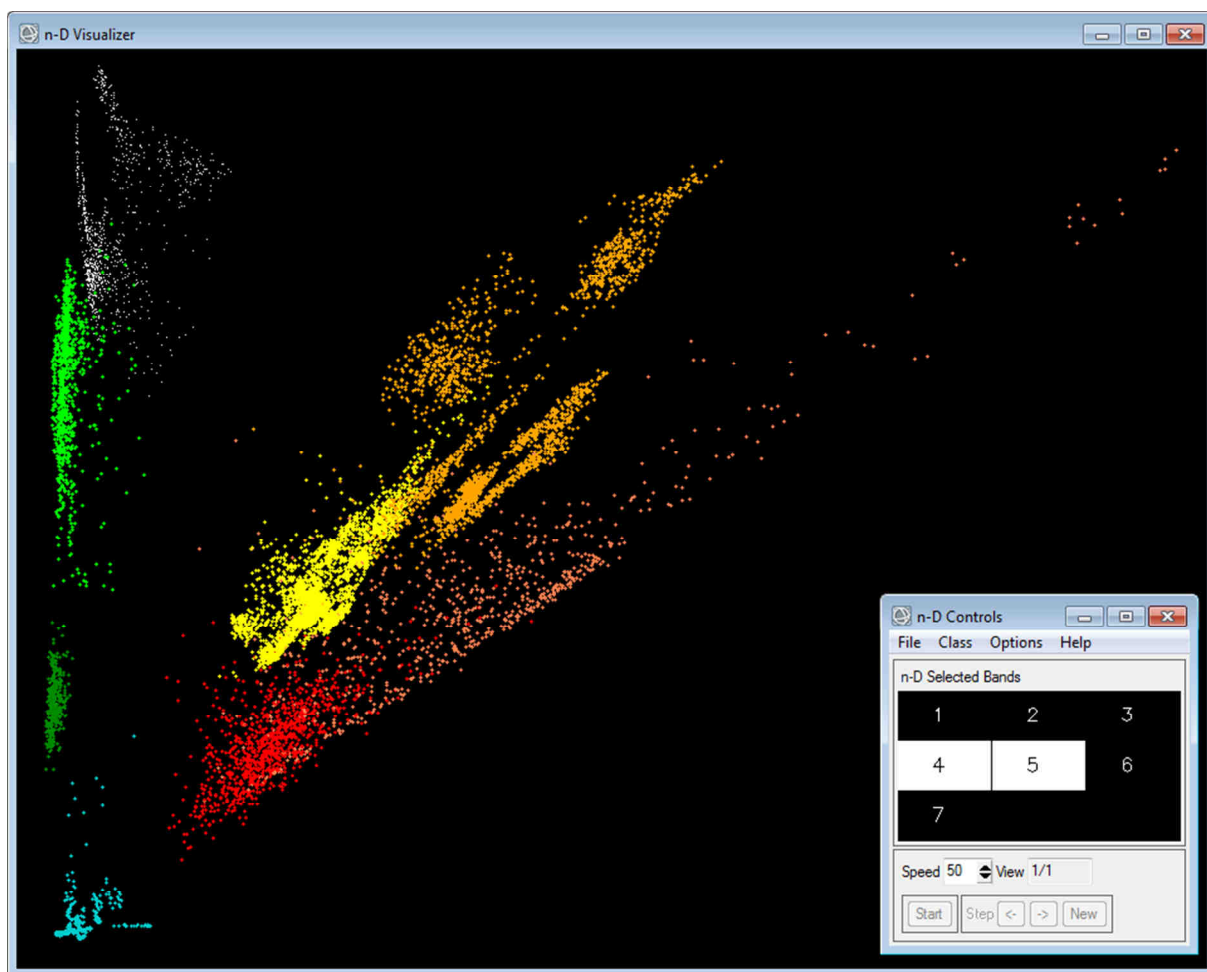 n-D Visualizer
n-D Controls
File Class Options Help
n-D Selected Bands
1 2 3
4 5 6
7
Speed 50 View 1/1
Start Step <- -> New